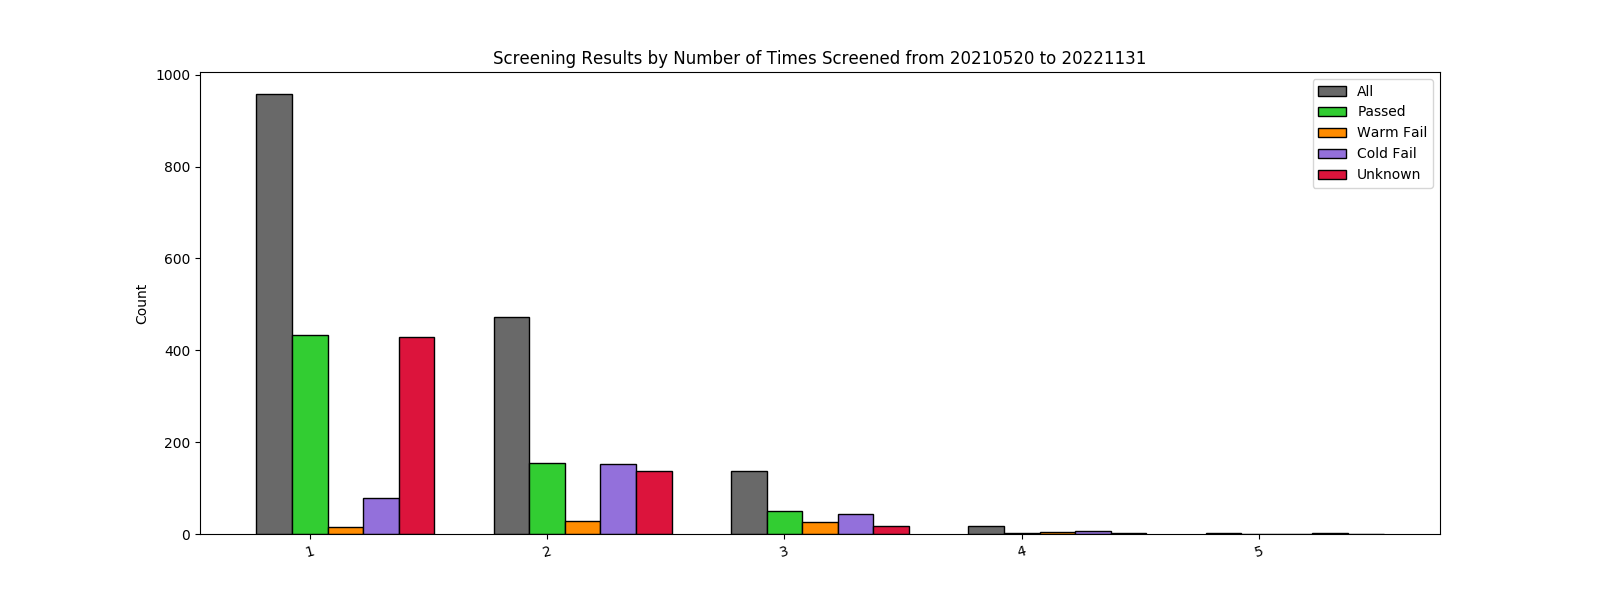 Screening Results by Number of Times Screened from 20210520 to 20221131
1000
800
600
400
200
0
Count
All
Passed
Warm Fail
Cold Fail
Unknown
1
2
3
4
5